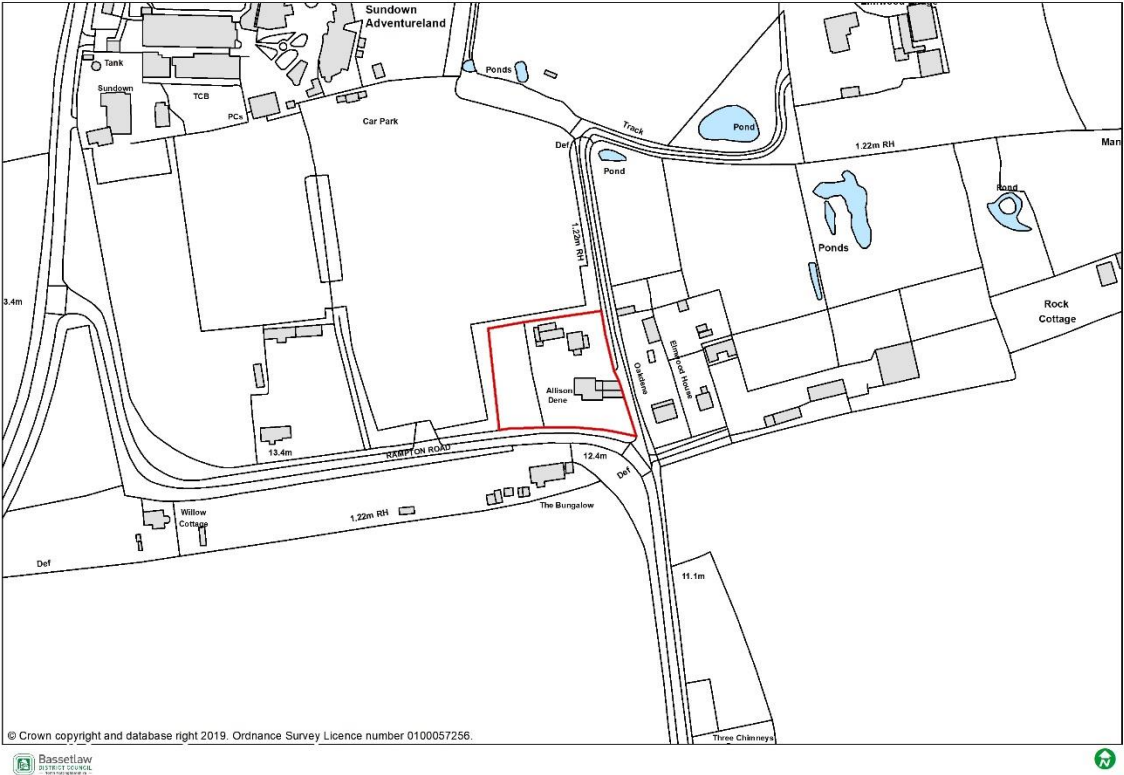 Sundown
Adventureland
Tank
Sundown
TCB
PCs
Car Park
Ponds
Track
Pond
Def
Pond
1.22m RH
Man
Pond
Ponds
1.22m RH
3.4m
Rock
Cottage
Allison
Dene
Oakdene
Elmwood House
RAMPTON ROAD
13.4m
12.4m
Def
The Bungalow
Willow
Cottage
1.22m RH
Def
11.1m
Three Chimneys
© Crown copyright and database right 2019. Ordnance Survey Licence number 0100057256.
Bassetlaw
DISTRICT COUNCIL
N